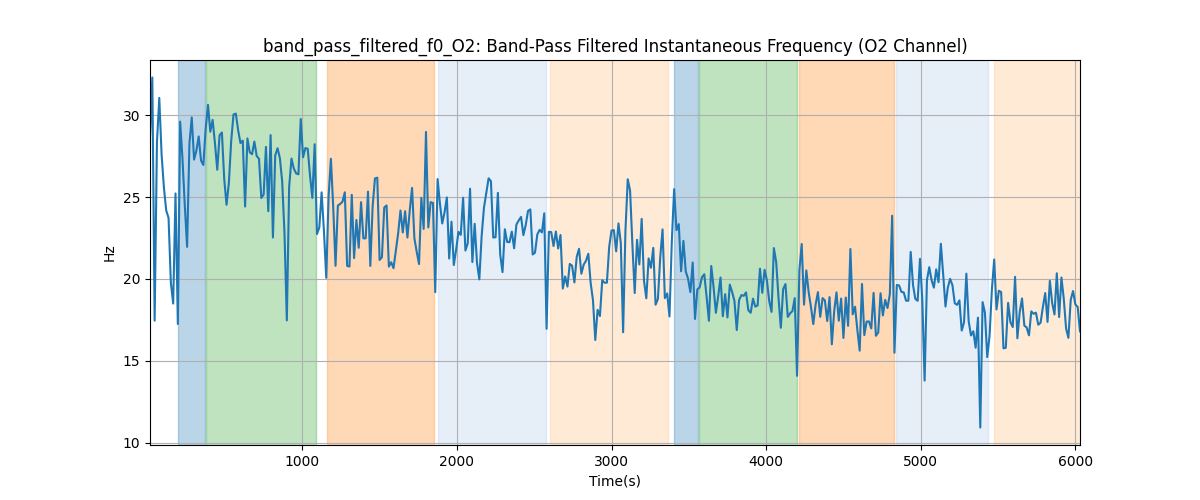 band_pass_filtered_f0_O2: Band-Pass Filtered Instantaneous Frequency (O2 Channel)
30
25
20
15
10
Hz
1000 2000 3000 4000 5000 6000
Time(s)